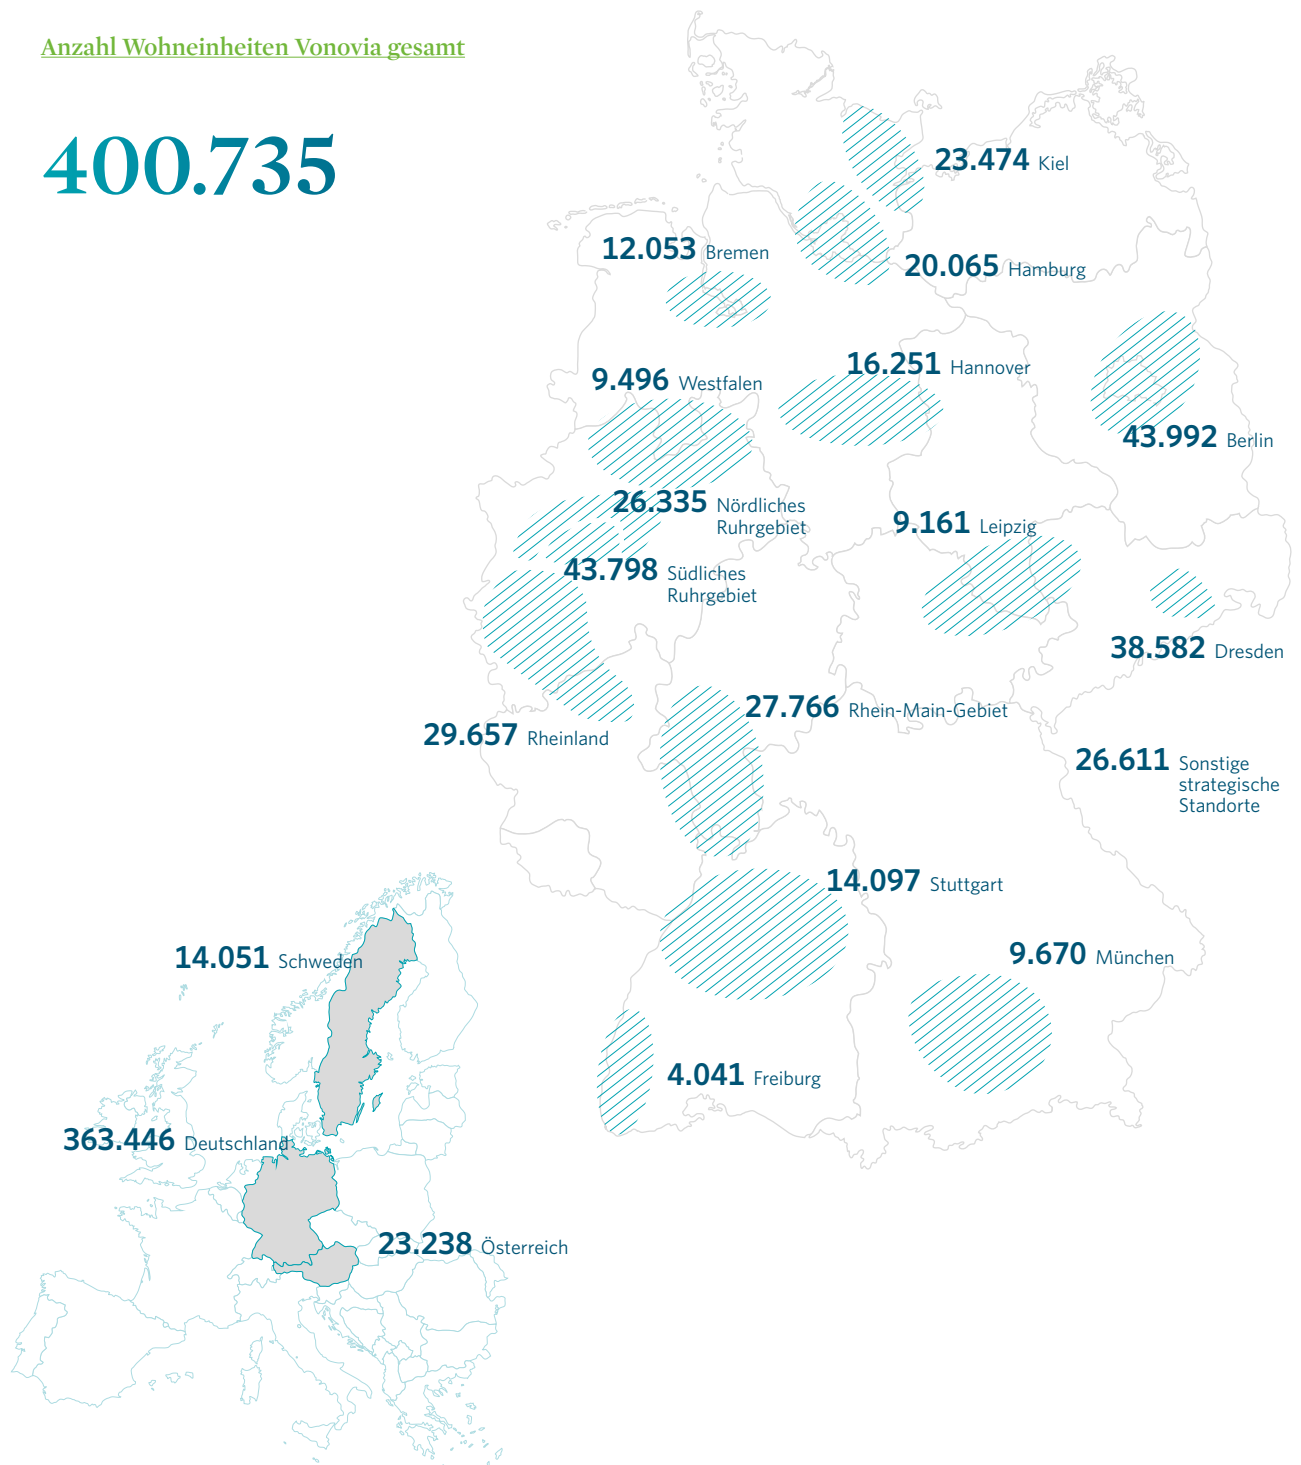 Anzahl Wohneinheiten Vonovia gesamt
400.735
23.474 Kiel
12.053 Bremen
20.065 Hamburg
16.251 Hannover
9.496 Westfalen
43.992 Berlin
26.335 Nördliches
Ruhrgebiet
9.161 Leipzig
43.798 Südliches
Ruhrgebiet
38.582 Dresden
27.766 Rhein-Main-Gebiet
29.657 Rheinland
26.611 Sonstige
strategische
Standorte
14.097 Stuttgart
9.670 München
4.041 Freiburg
14.051 Schweden
363.446 Deutschland
23.238 Österreich